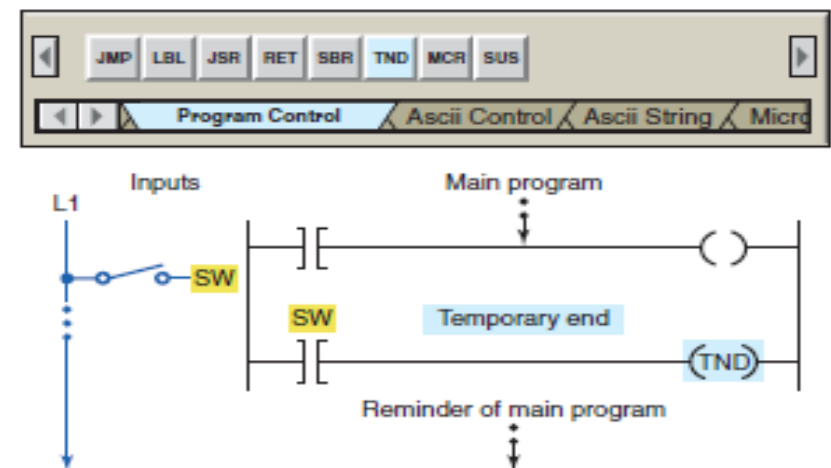 JMP LBL JSR RET SBR TND MCR SUS
Program Control Ascii Control Ascii String Micro
Inputs Main program
L1
SW
SW Temporary end
(TND)
Reminder of main program